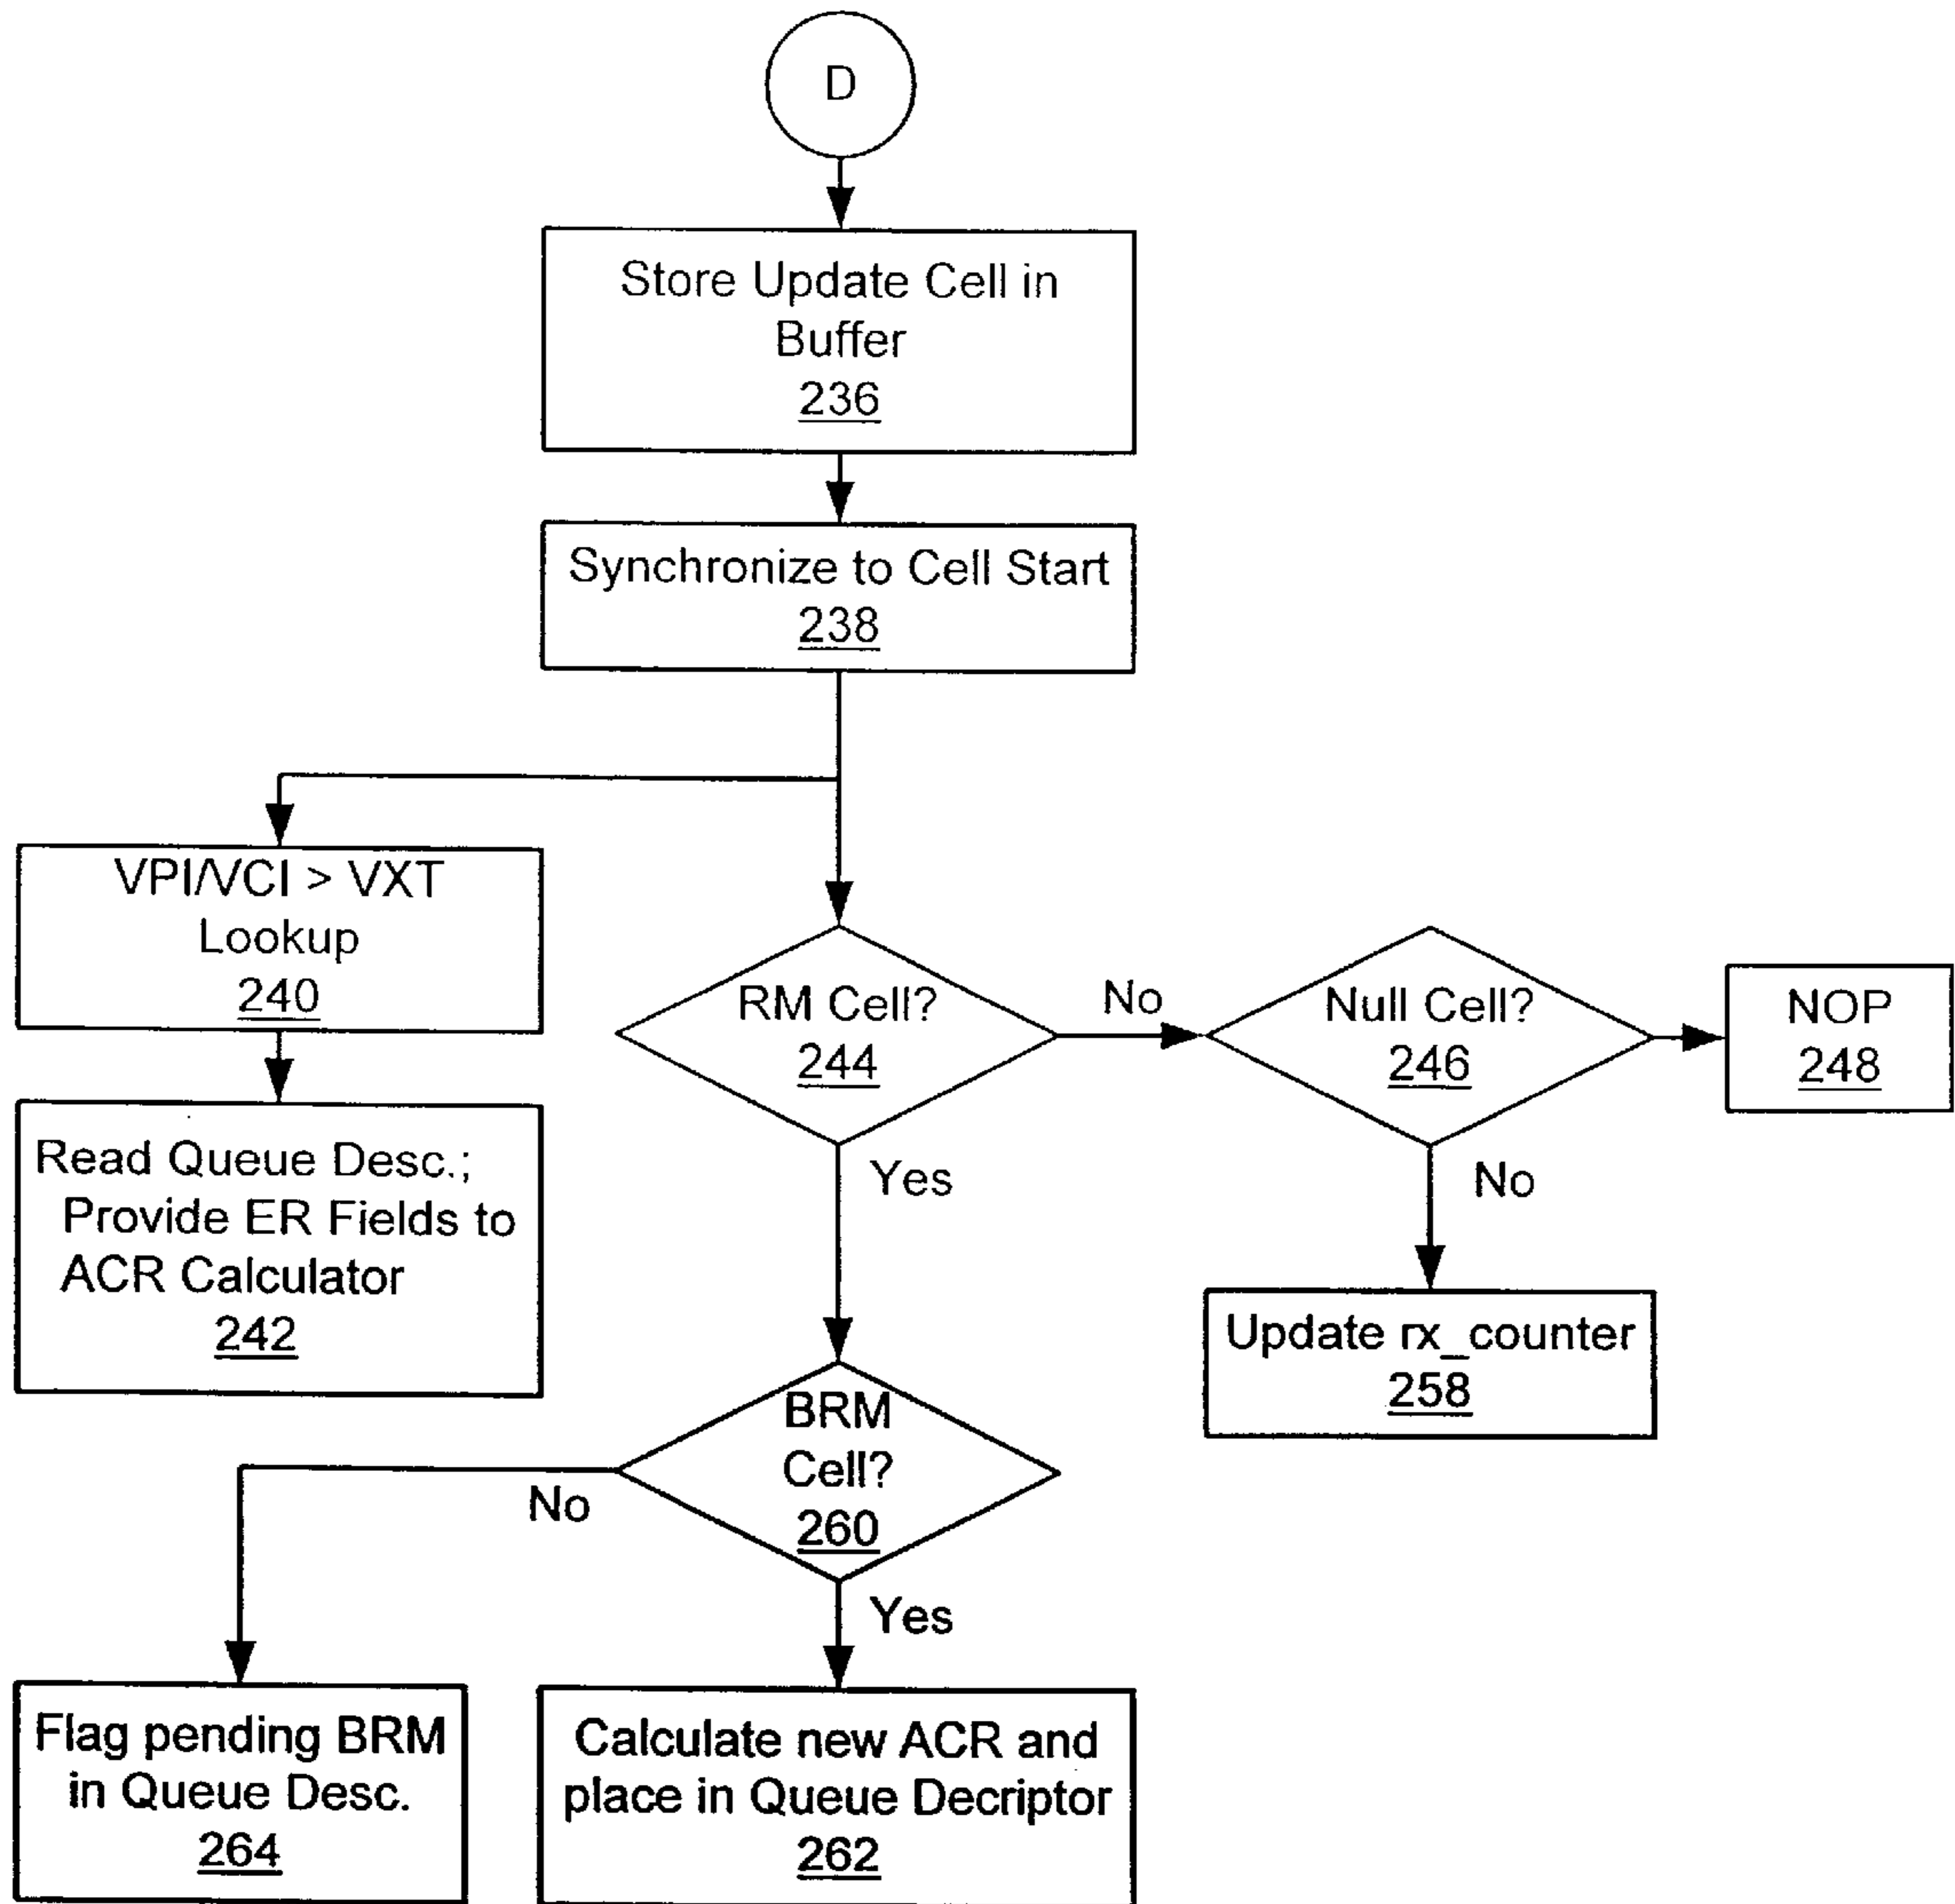 D
Store Update Cell in
Buffer
236
Synchronize to Cell Start
238
VPI/VCI > VXT
Lookup
240
Read Queue Desc.;
Provide ER Fields to
ACR Calculator
242
RM Cell?
244
No
Null Cell?
246
NOP
248
Yes
No
Update rx_counter
258
BRM
Cell?
260
No
Yes
Flag pending BRM
in Queue Desc.
264
Calculate new ACR and
place in Queue Decriptor
262